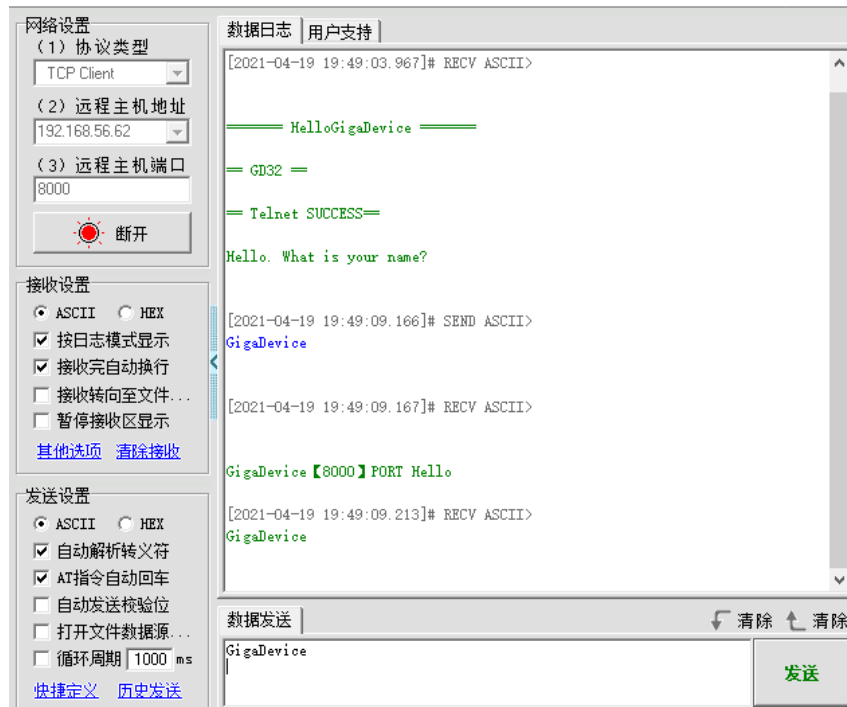 网络设置
(1) 协议类型
TCP Client
(2) 远程主机地址
192.168.56.62
(3) 远程主机端口
8000
断开
接收设置
ASCII HEX
按日志模式显示
接收完自动换行
接收转向至文件...
暂停接收区显示
其他选项 清除接收
发送设置
ASCII HEX
自动解析转义符
AT指令自动回车
自动发送校验位
打开文件数据源...
循环周期 1000 ms
快捷定义 历史发送
数据日志 用户支持
[2021-04-19 19:49:03.967]# RECV ASCII>
====== HelloGigaDevice ======
== GD32 ==
== Telnet SUCCESS==
Hello. What is your name?
[2021-04-19 19:49:09.166]# SEND ASCII>
GigaDevice
[2021-04-19 19:49:09.167]# RECV ASCII>
GigaDevice【8000】PORT Hello
[2021-04-19 19:49:09.213]# RECV ASCII>
GigaDevice
数据发送 清除 清除
GigaDevice
发送